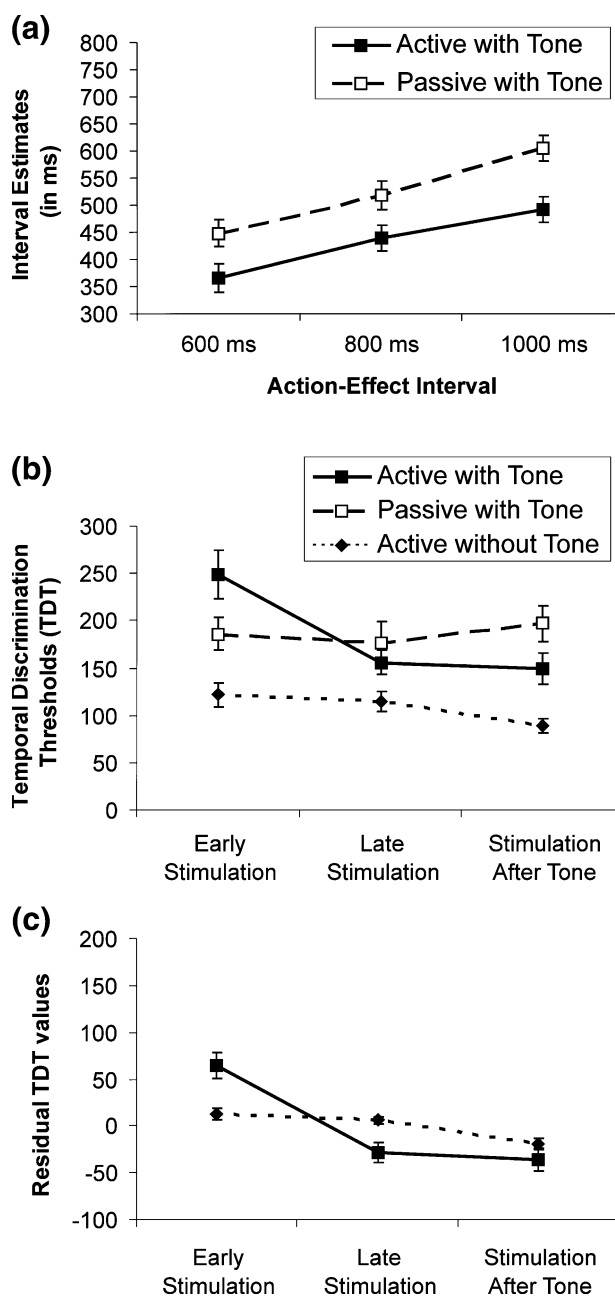 (a)
800
750
700
650
600
550
500
450
400
350
300
Interval Estimates
(in ms)
Active with Tone
Passive with Tone
600 ms
800 ms
1000 ms
Action-Effect Interval
(b)
Active with Tone
Passive with Tone
Active without Tone
300
250
200
150
100
50
0
Temporal Discrimination
Thresholds (TDT)
Early
Stimulation
Late
Stimulation
Stimulation
After Tone
(c)
200
150
100
50
0
-50
-100
Residual TDT values
Early
Stimulation
Late
Stimulation
Stimulation
After Tone